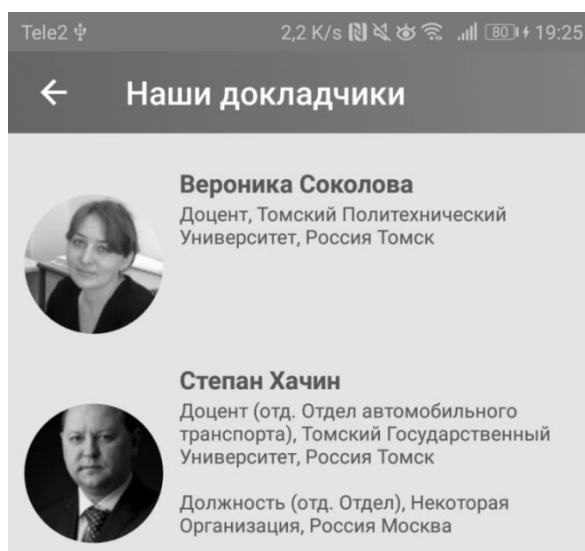 Tele2 2,2 K/s 80 19:25
Наши докладчики
Вероника Соколова
Доцент, Томский Политехнический
Университет, Россия Томск
Степан Хачин
Доцент (отд. Отдел автомобильного
транспорта), Томский Государственный
Университет, Россия Томск
Должность (отд. Отдел), Некоторая
Организация, Россия Москва